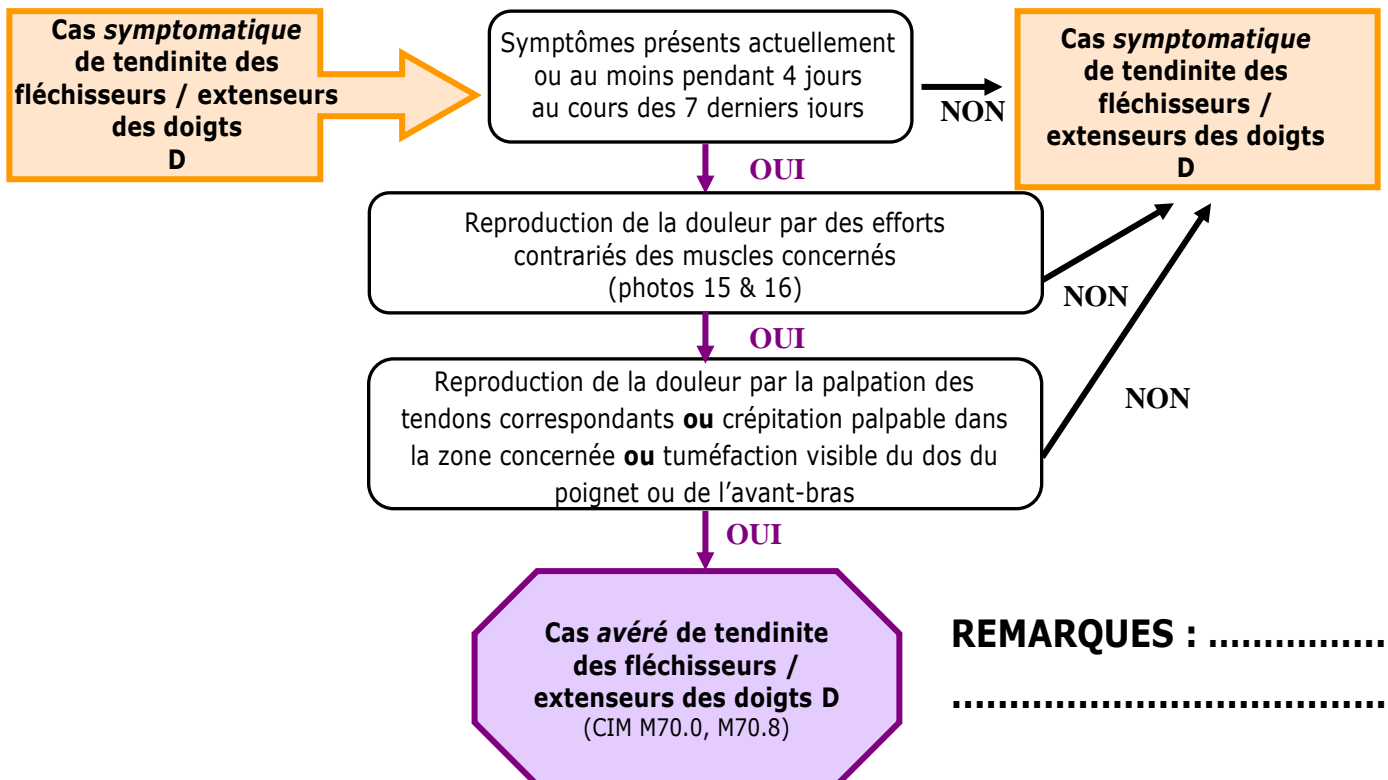 Cas symptomatique
de tendinite des
fléchisseurs / extenseurs
des doigts
D
Symptômes présents actuellement
ou au moins pendant 4 jours
au cours des 7 derniers jours
NON
Cas symptomatique
de tendinite des
fléchisseurs /
extenseurs des doigts
D
OUI
Reproduction de la douleur par des efforts
contrariés des muscles concernés
(photos 15 & 16)
NON
OUI
Reproduction de la douleur par la palpation des
tendons correspondants ou crépitation palpable dans
la zone concernée ou tuméfaction visible du dos du
poignet ou de l’avant-bras
NON
OUI
Cas avéré de tendinite
des fléchisseurs /
extenseurs des doigts D
(CIM M70.0, M70.8)
REMARQUES : ................
.....................................